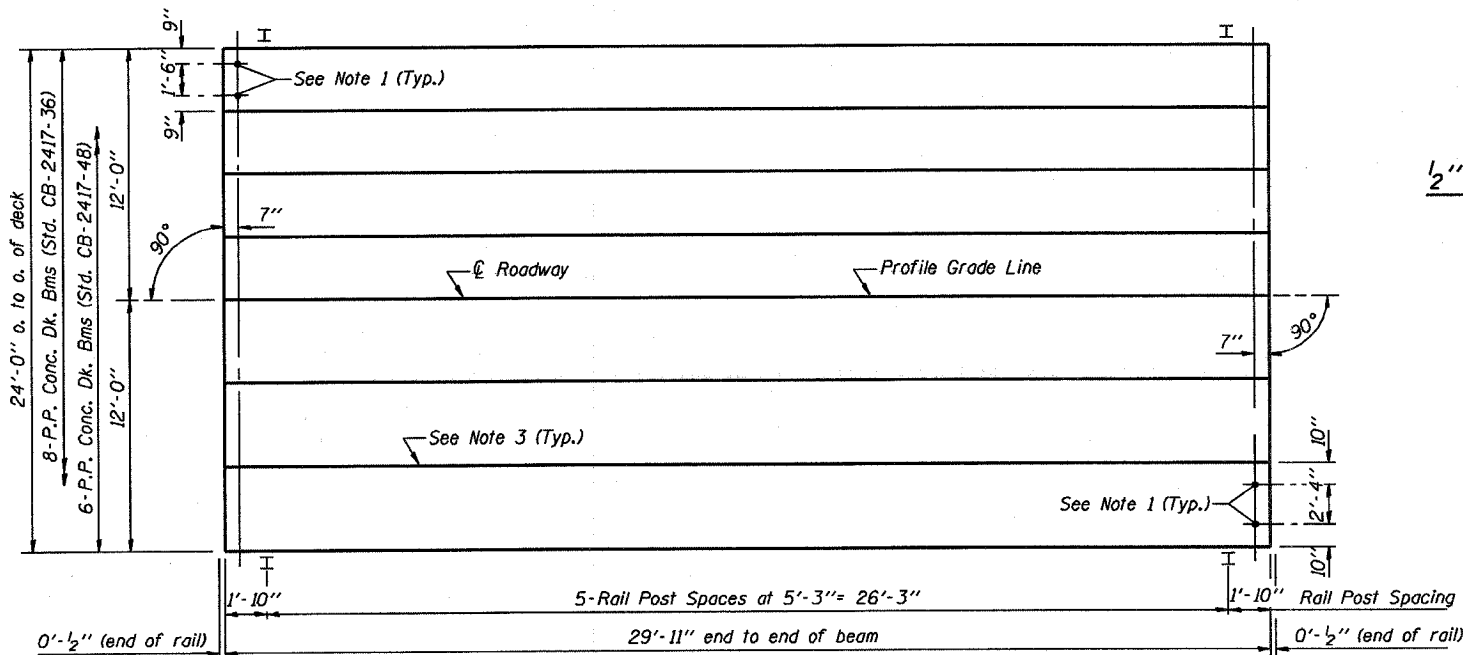 9"
1'-6"
9"
See Note 1 (Typ.)
24'-0" o. to o. of deck
8-P.P. Conc. Dk. Bms (Std. CB-2417-36)
6-P.P. Conc. Dk. Bms (Std. CB-2417-48)
12'-0"
12'-0"
90°
7"
℄ Roadway
Profile Grade Line
1/2"
7"
90°
See Note 3 (Typ.)
See Note 1 (Typ.)
10"
2'-4"
10"
1'-10"
5-Rail Post Spaces at 5'-3"= 26'-3"
1'-10"
Rail Post Spacing
0'-1/2" (end of rail)
29'-11" end to end of beam
0'-1/2" (end of rail)